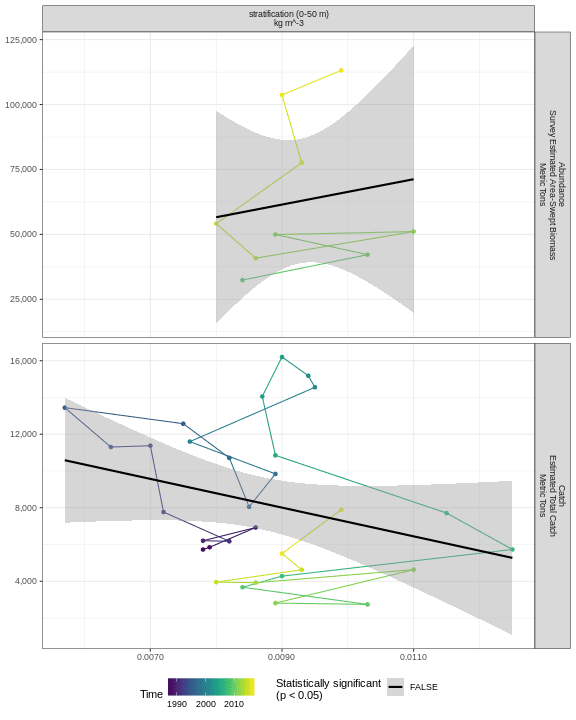 stratification (0-50 m)
kg m^-3
125,000
100,000
75,000
50,000
25,000
Abundance
Survey Estimated Area-Swept Biomass
Metric Tons
16,000
12,000
8,000
4,000
Catch
Estimated Total Catch
Metric Tons
0.0070
0.0090
0.0110
Time
1990 2000 2010
Statistically significant
(p < 0.05)
FALSE